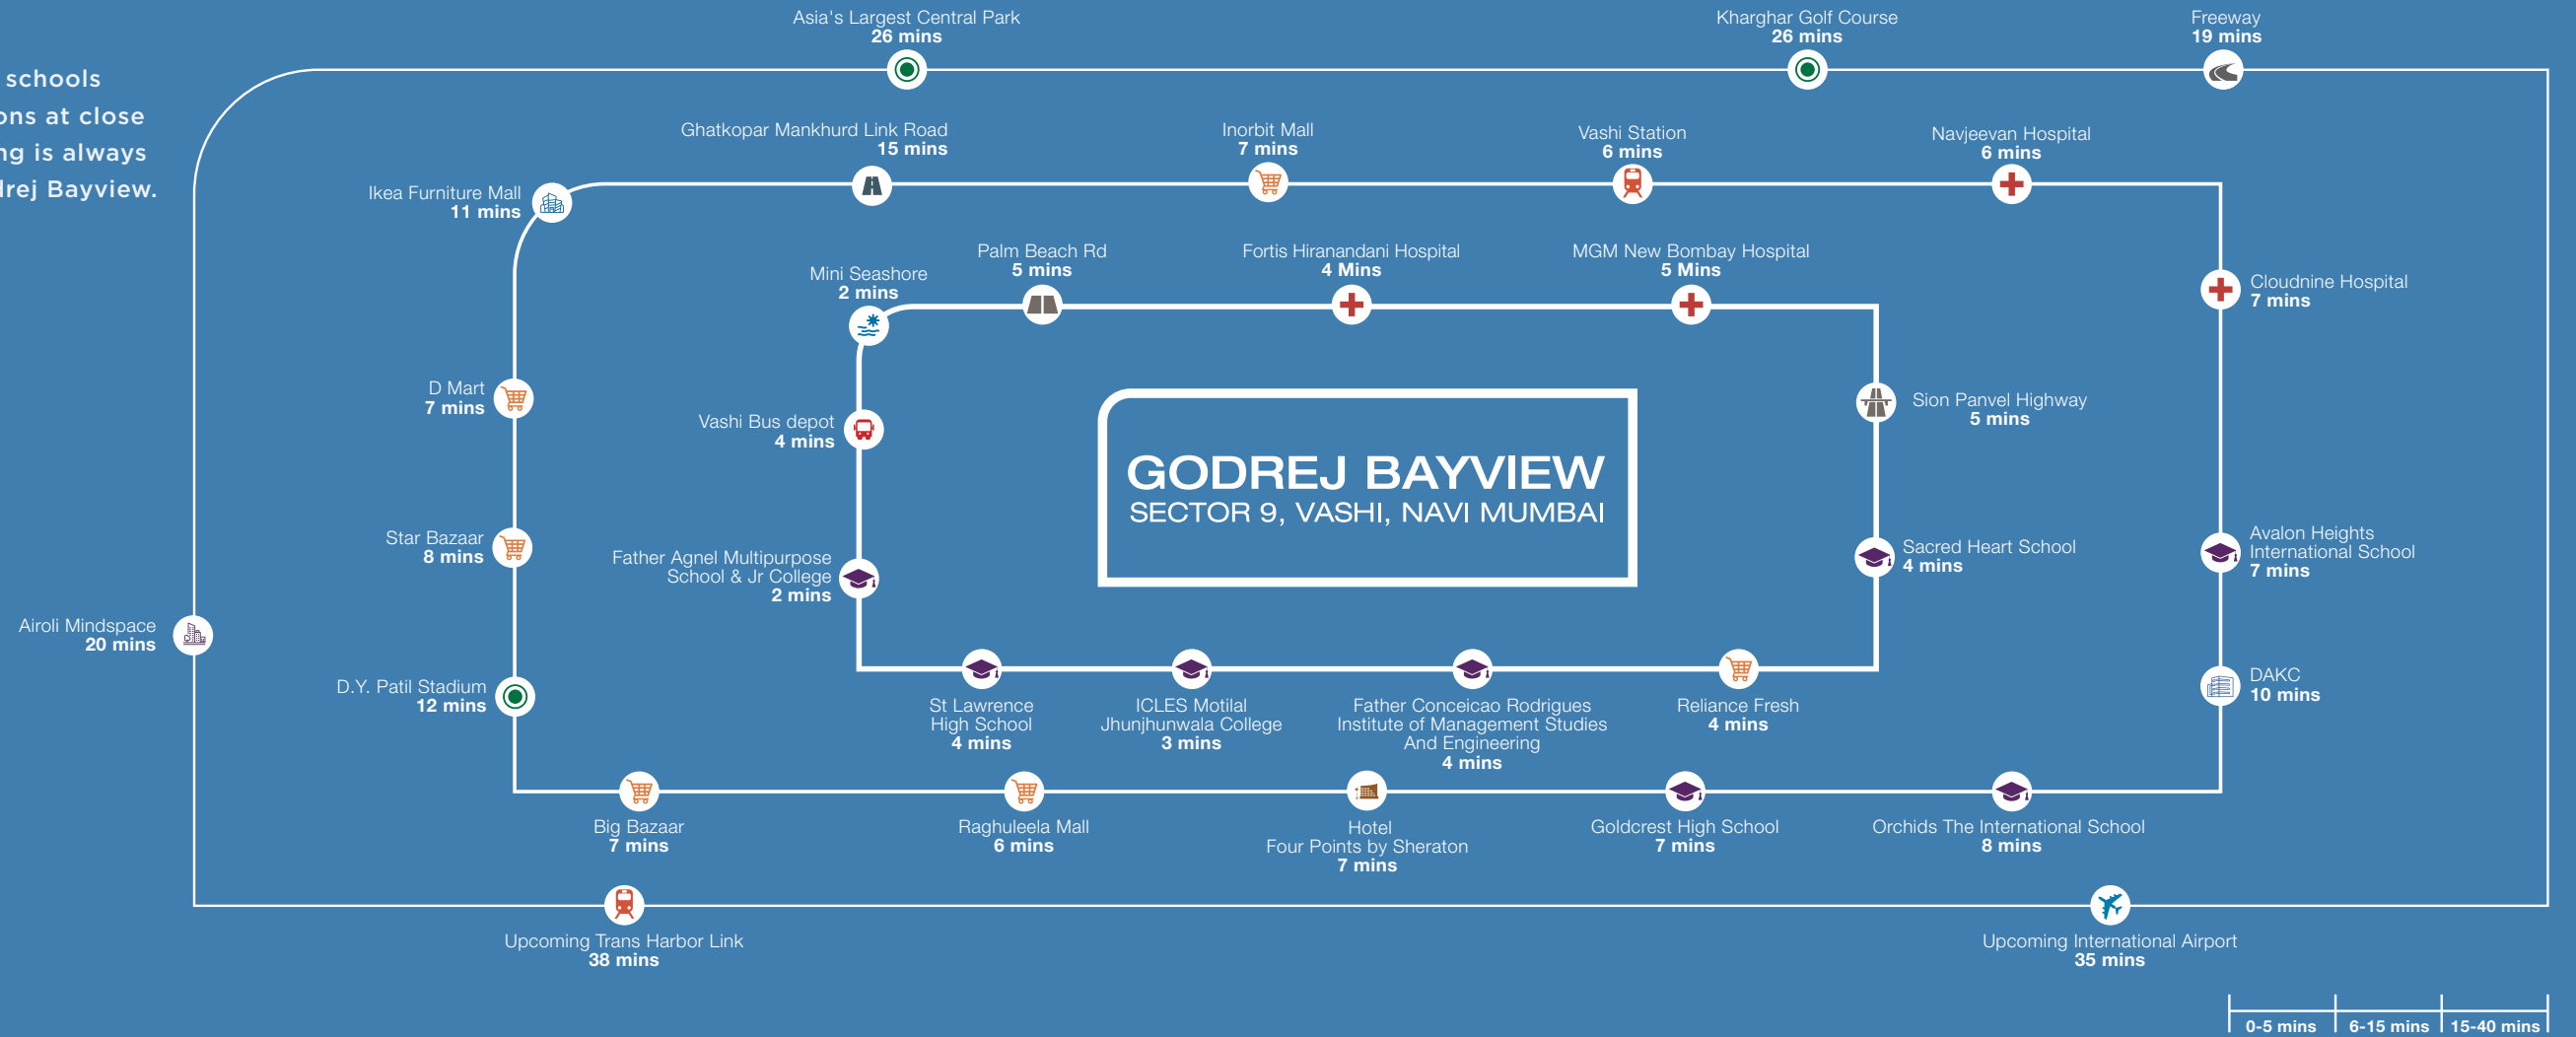 schools
ons at close
ng is always
drej Bayview.
Asia's Largest Central Park
26 mins
Kharghar Golf Course
26 mins
Freeway
19 mins
Ghatkopar Mankhurd Link Road
15 mins
Inorbit Mall
7 mins
Vashi Station
6 mins
Navjeevan Hospital
6 mins
Ikea Furniture Mall
11 mins
Palm Beach Rd
5 mins
Fortis Hiranandani Hospital
4 Mins
MGM New Bombay Hospital
5 Mins
Mini Seashore
2 mins
Cloudnine Hospital
7 mins
D Mart
7 mins
Vashi Bus depot
4 mins
Sion Panvel Highway
5 mins
GODREJ BAYVIEW
SECTOR 9, VASHI, NAVI MUMBAI
Star Bazaar
8 mins
Father Agnel Multipurpose
School & Jr College
2 mins
Sacred Heart School
4 mins
Avalon Heights
International School
7 mins
Airoli Mindspace
20 mins
D.Y. Patil Stadium
12 mins
DAKC
10 mins
St Lawrence
High School
4 mins
ICLES Motilal
Jhunjhunwala College
3 mins
Father Conceicao Rodrigues
Institute of Management Studies
And Engineering
4 mins
Reliance Fresh
4 mins
Big Bazaar
7 mins
Raghuleela Mall
6 mins
Hotel
Four Points by Sheraton
7 mins
Goldcrest High School
7 mins
Orchids The International School
8 mins
Upcoming Trans Harbor Link
38 mins
Upcoming International Airport
35 mins
0-5 mins
6-15 mins
15-40 mins